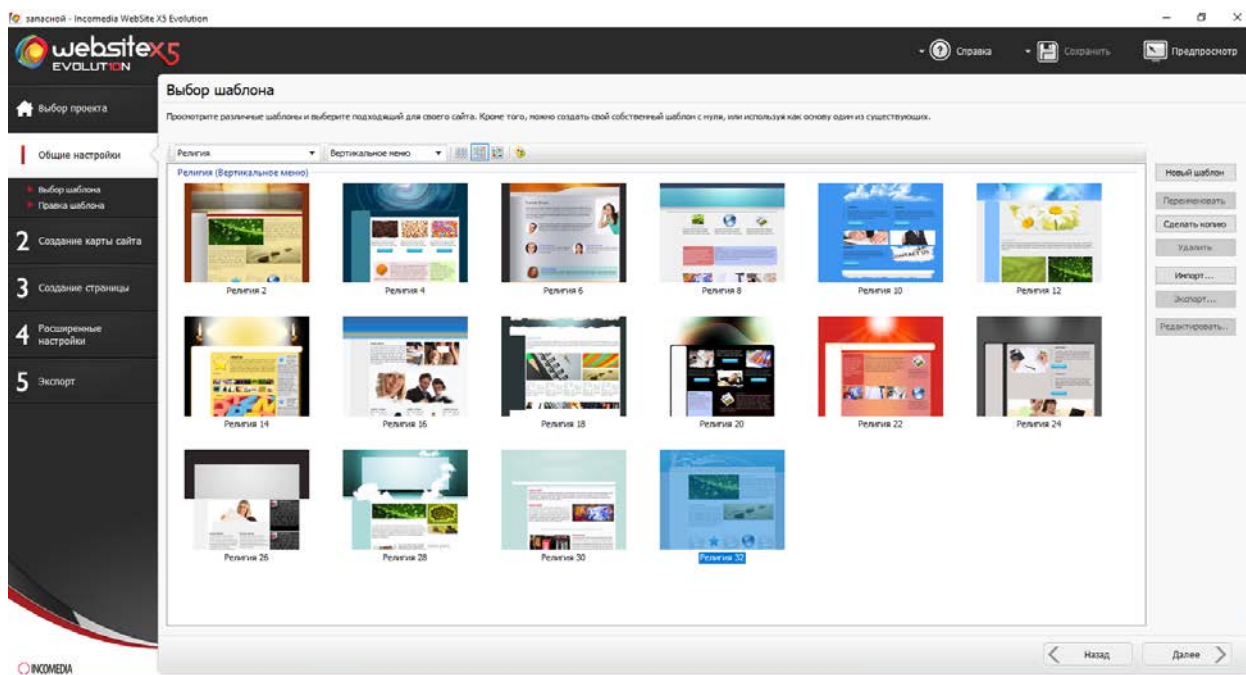 запасной - Incomedia WebSite X5 Evolution
websitex5
EVOLUTION
Справка
Сохранить
Предпросмотр
Выбор проекта
Общие настройки
Выбор шаблона
Правка шаблона
2 Создание карты сайта
3 Создание страницы
4 Расширенные
настройки
5 Экспорт
INCOMEDIA
Выбор шаблона
Просмотрите различные шаблоны и выберите подходящий для своего сайта. Кроме того, можно создать свой собственный шаблон с нуля, или используя как основу один из существующих.
Религия
Вертикальное меню
Религия (Вертикальное меню)
Религия 2
Религия 4
Религия 6
Религия 8
CONTACT US
Религия 10
Религия 12
Религия 14
Религия 16
Религия 18
Религия 20
Религия 22
Религия 24
Религия 26
Религия 28
Религия 30
Религия 32
Новый шаблон
Переименовать
Сделать копию
Удалить
Импорт...
Экспорт...
Редактировать...
Назад
Далее